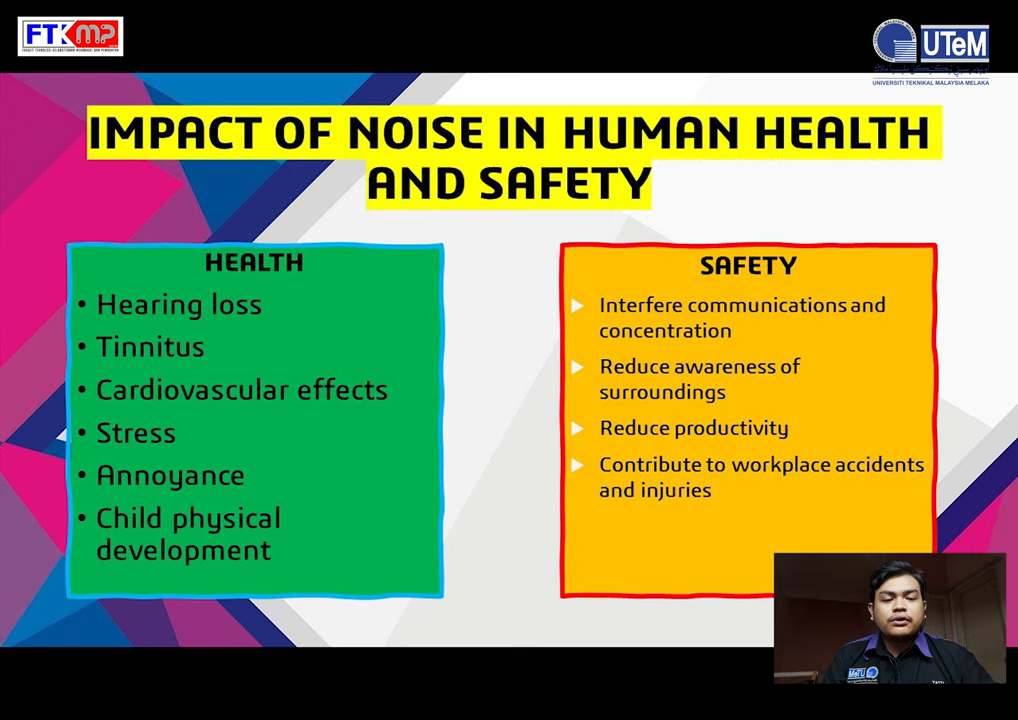 FTKMP
UTeM
UNIVERSITI TEKNIKAL MALAYSIA MELAKA
IMPACT OF NOISE IN HUMAN HEALTH
AND SAFETY
HEALTH
• Hearing loss
• Tinnitus
• Cardiovascular effects
• Stress
• Annoyance
• Child physical
development
SAFETY
Interfere communications and
concentration
Reduce awareness of
surroundings
Reduce productivity
Contribute to workplace accidents
and injuries